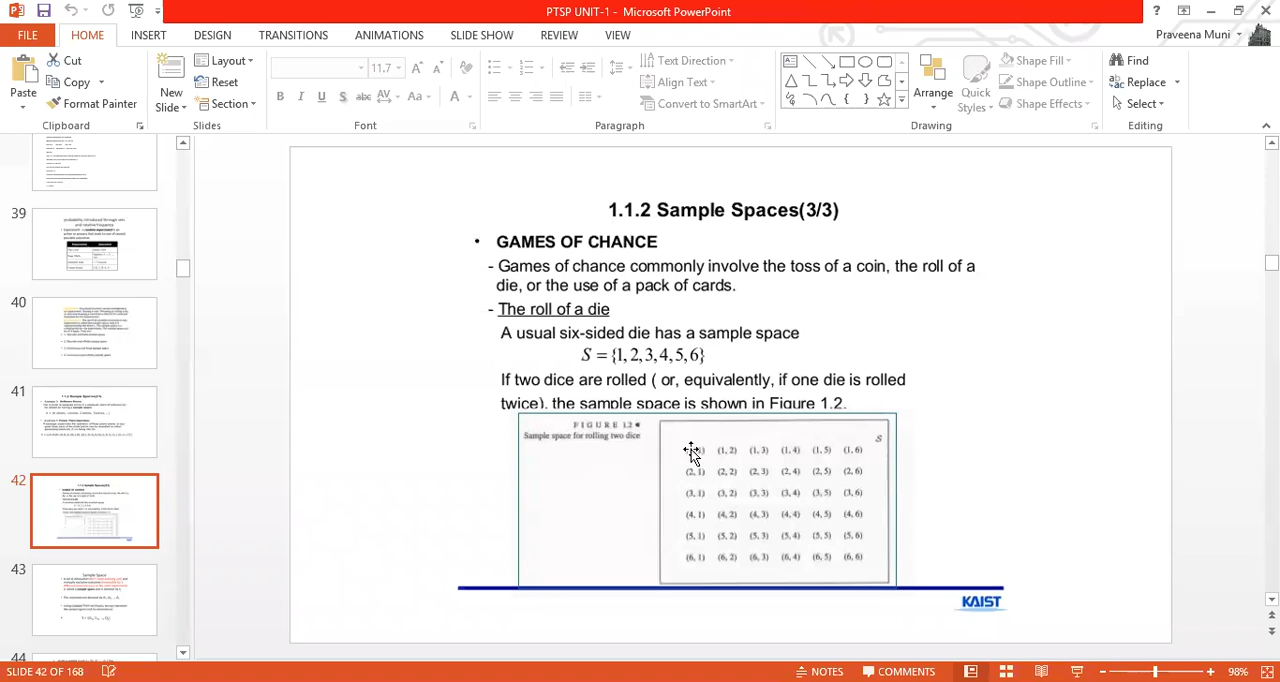 PTSP UNIT-1 - Microsoft PowerPoint
FILE HOME INSERT DESIGN TRANSITIONS ANIMATIONS SLIDE SHOW REVIEW VIEW Praveena Muni
Paste
Cut
Copy
Format Painter
Clipboard
New Slide
Layout
Reset
Section
Slides
11.7
B I U S abc AV Aa A
Font
Text Direction
Align Text
Convert to SmartArt
Paragraph
Arrange
Quick Styles
Shape Fill
Shape Outline
Shape Effects
Drawing
Find
Replace
Select
Editing
39
40
41
42
43
Sample Space
44
1.1.2 Sample Spaces(3/3)
• GAMES OF CHANCE
- Games of chance commonly involve the toss of a coin, the roll of a
die, or the use of a pack of cards.
- The roll of a die
A usual six-sided die has a sample space
S = {1, 2, 3, 4, 5, 6}
If two dice are rolled ( or, equivalently, if one die is rolled
twice), the sample space is shown in Figure 1.2.
FIGURE 1.2
Sample space for rolling two dice
S
(1, 2) (1, 3) (1, 4) (1, 5) (1, 6)
(2, 1) (2, 2) (2, 3) (2, 4) (2, 5) (2, 6)
(3, 1) (3, 2) (3, 3) (3, 4) (3, 5) (3, 6)
(4, 1) (4, 2) (4, 3) (4, 4) (4, 5) (4, 6)
(5, 1) (5, 2) (5, 3) (5, 4) (5, 5) (5, 6)
(6, 1) (6, 2) (6, 3) (6, 4) (6, 5) (6, 6)
KAIST
SLIDE 42 OF 168 NOTES COMMENTS 98%